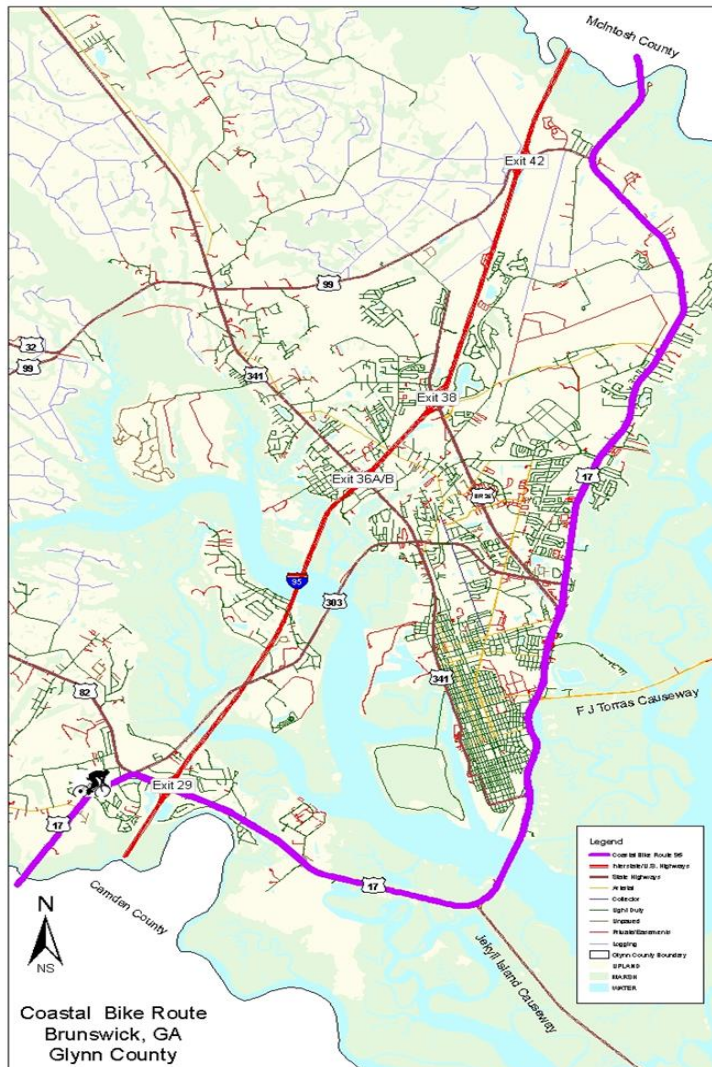 McIntosh County
Exit 42
99
32
99
341
Exit 38
Exit 36A/B
17
95
303
82
341
F J Torras Causeway
Exit 29
17
17
Camden County
Jekyll Island Causeway
N
NS
Coastal Bike Route
Brunswick, GA
Glynn County
Legend
Coastal Bike Route 95
Interstate/U.S. Highways
State Highways
Arterial
Collector
Light Duty
Unpaved
Private/Easements
Logging
Glynn County Boundary
UPLAND
MARSH
WATER